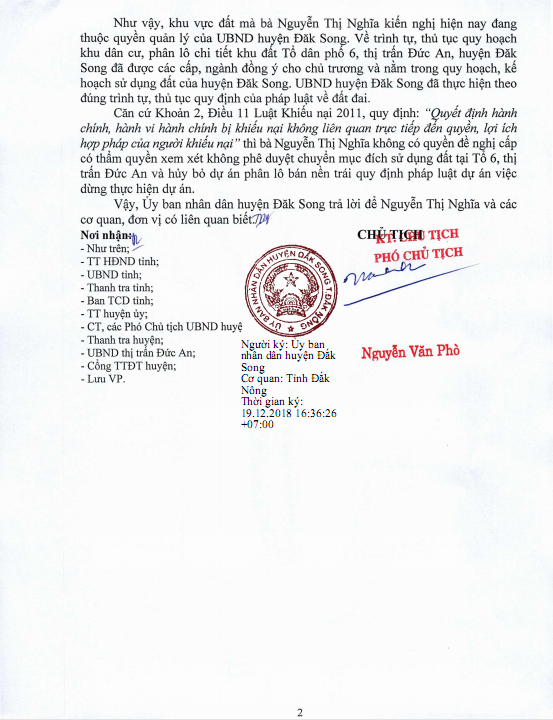 Như vậy, khu vực đất mà bà Nguyễn Thị Nghĩa kiến nghị hiện nay đang
thuộc quyền quản lý của UBND huyện Đăk Song. Về trình tự, thủ tục quy hoạch
khu dân cư, phân lô chi tiết khu đất Tổ dân phố 6, thị trấn Đức An, huyện Đăk
Song đã được các cấp, ngành đồng ý cho chủ trương và nằm trong quy hoạch, kế
hoạch sử dụng đất của huyện Đăk Song. UBND huyện Đăk Song đã thực hiện theo
đúng trình tự, thủ tục quy định của pháp luật về đất đai.
Căn cứ Khoản 2, Điều 11 Luật Khiếu nại 2011, quy định: “Quyết định hành
chính, hành vi hành chính bị khiếu nại không liên quan trực tiếp đến quyền, lợi ích
hợp pháp của người khiếu nại” thì bà Nguyễn Thị Nghĩa không có quyền đề nghị cấp
có thẩm quyền xem xét không phê duyệt chuyển mục đích sử dụng đất tại Tổ 6, thị
trấn Đức An và hủy bỏ dự án phân lô bán nền trái quy định pháp luật dự án việc
dừng thực hiện dự án.
Vậy, Ủy ban nhân dân huyện Đăk Song trả lời để Nguyễn Thị Nghĩa và các
cơ quan, đơn vị có liên quan biết.
Nơi nhận:
- Như trên;
- TT HĐND tỉnh;
- UBND tỉnh;
- Thanh tra tỉnh;
- Ban TCD tỉnh;
- TT huyện ủy;
- CT, các Phó Chủ tịch UBND huyệ
- Thanh tra huyện;
- UBND thị trấn Đức An;
- Cổng TTĐT huyện;
- Lưu VP.
CHỦ TỊCH
KT. CHỦ TỊCH
PHÓ CHỦ TỊCH
ỦY BAN NHÂN DÂN HUYỆN ĐĂK SONG T.ĐĂK NÔNG
Người ký: Ủy ban
nhân dân huyện Đắk
Song
Cơ quan: Tỉnh Đắk
Nông
Thời gian ký:
19.12.2018 16:36:26
+07:00
Nguyễn Văn Phò
2